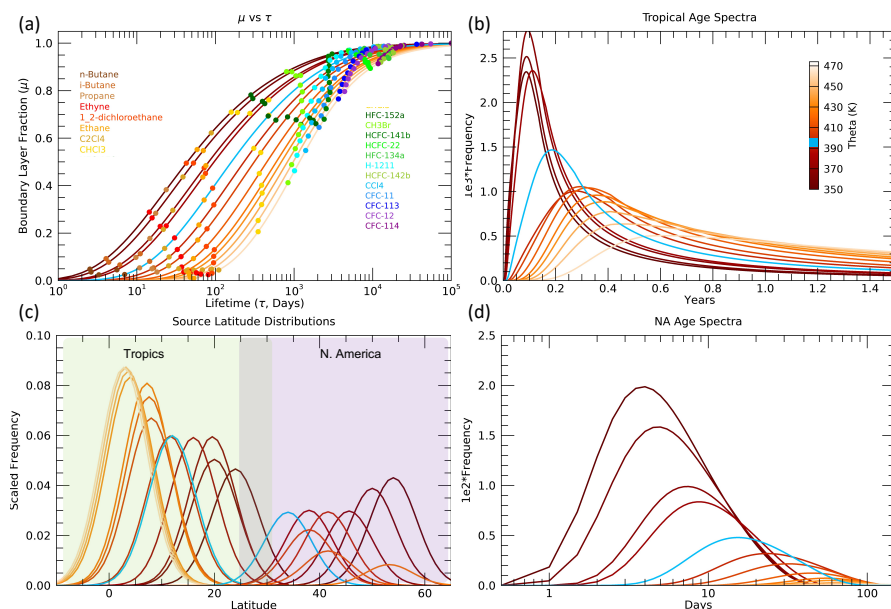 (a)
μ vs τ
Boundary Layer Fraction (μ)
1.0
0.8
0.6
0.4
0.2
0.0
n-Butane
i-Butane
Propane
Ethyne
1_2-dichloroethane
Ethane
C2Cl4
CHCl3
HFC-152a
CH3Br
HCFC-141b
HCFC-22
HFC-134a
H-1211
HCFC-142b
CCl4
CFC-11
CFC-113
CFC-12
CFC-114
10^0
10^1
10^2
10^3
10^4
10^5
Lifetime (τ, Days)
(b)
Tropical Age Spectra
1e3*Frequency
2.5
2.0
1.5
1.0
0.5
0.0
470
450
430
410
390
370
350
Theta (K)
0.0 0.2 0.4 0.6 0.8 1.0 1.2 1.4
Years
(c)
Source Latitude Distributions
Scaled Frequency
0.10
0.08
0.06
0.04
0.02
0.00
Tropics
N. America
0 20 40 60
Latitude
(d)
NA Age Spectra
1e2*Frequency
2.5
2.0
1.5
1.0
0.5
0.0
1 10 100
Days